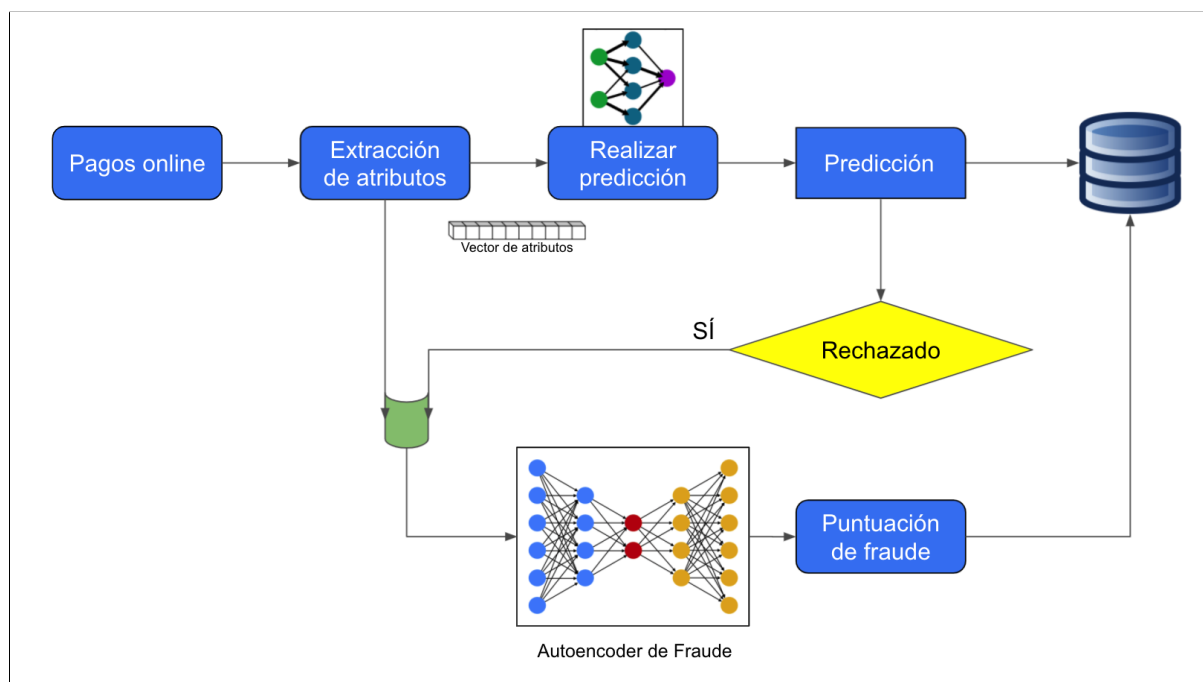 Pagos online
Extracción
de atributos
Realizar
predicción
Predicción
Vector de atributos
SÍ
Rechazado
Puntuación
de fraude
Autoencoder de Fraude